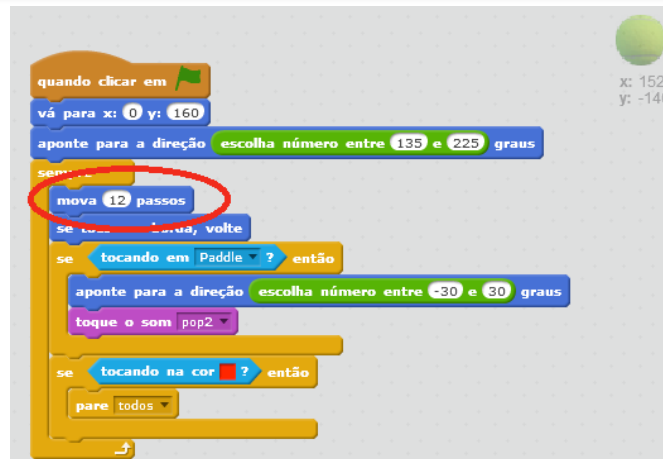 quando clicar em
x: 152
vá para x: 0 y: 160
aponte para a direção escolha número entre 135 e 225 graus
mova 12 passos
se volte
se tocando em Paddle ? então
aponte para a direção escolha número entre -30 e 30 graus
toque o som pop2
se tocando na cor ? então
pare todos